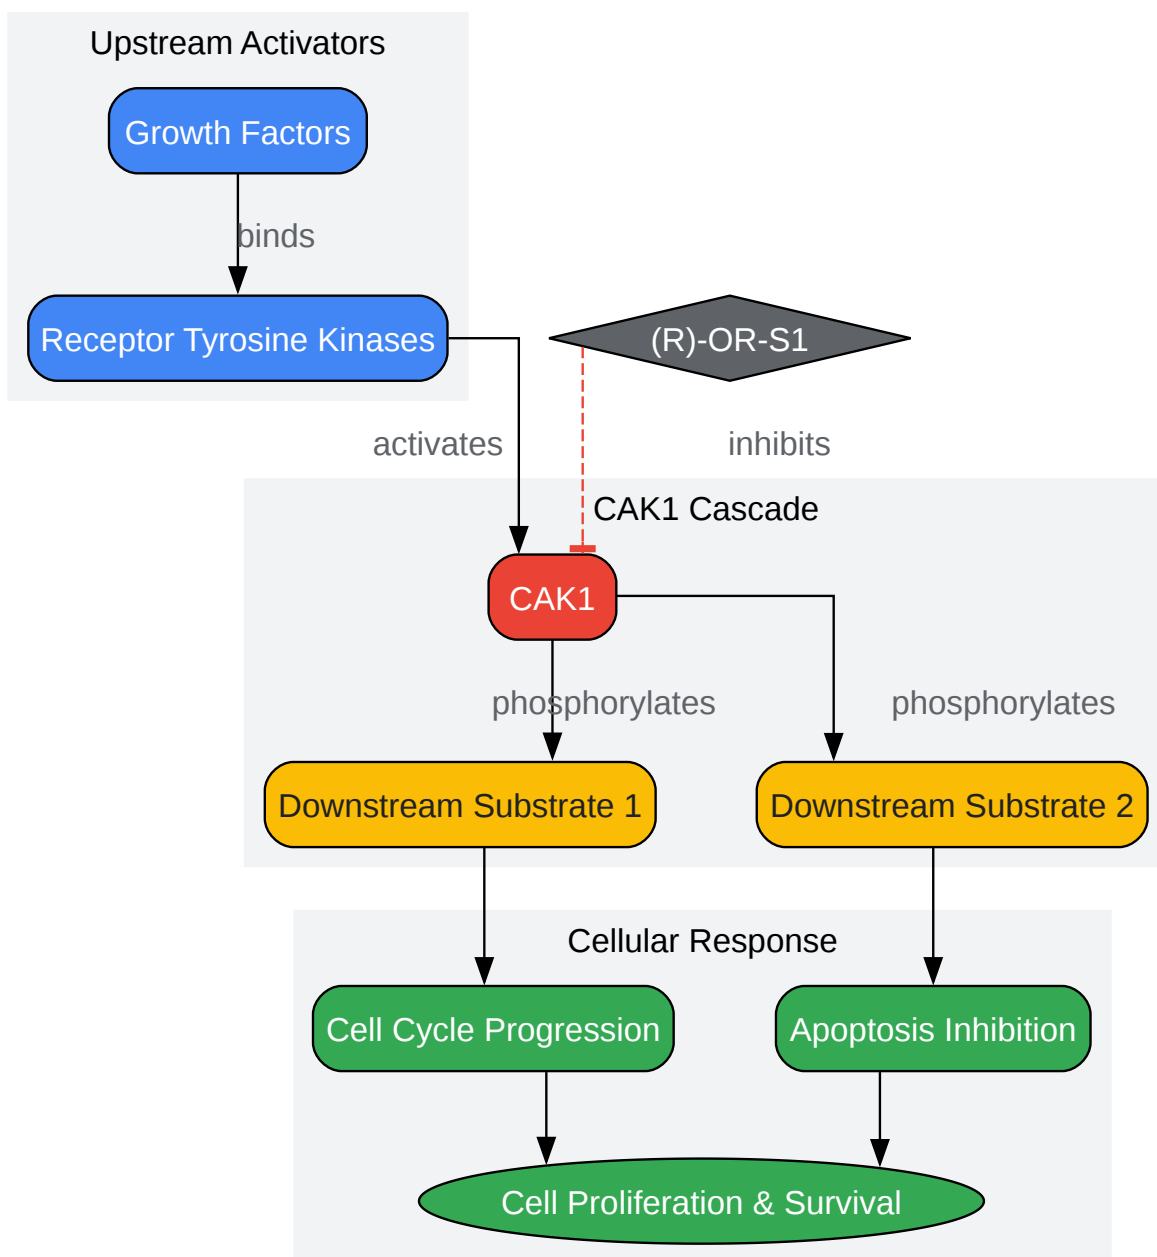 Upstream Activators
Growth Factors
binds
Receptor Tyrosine Kinases
(R)-OR-S1
activates
inhibits
CAK1 Cascade
CAK1
phosphorylates
phosphorylates
Downstream Substrate 1
Downstream Substrate 2
Cellular Response
Cell Cycle Progression
Apoptosis Inhibition
Cell Proliferation & Survival